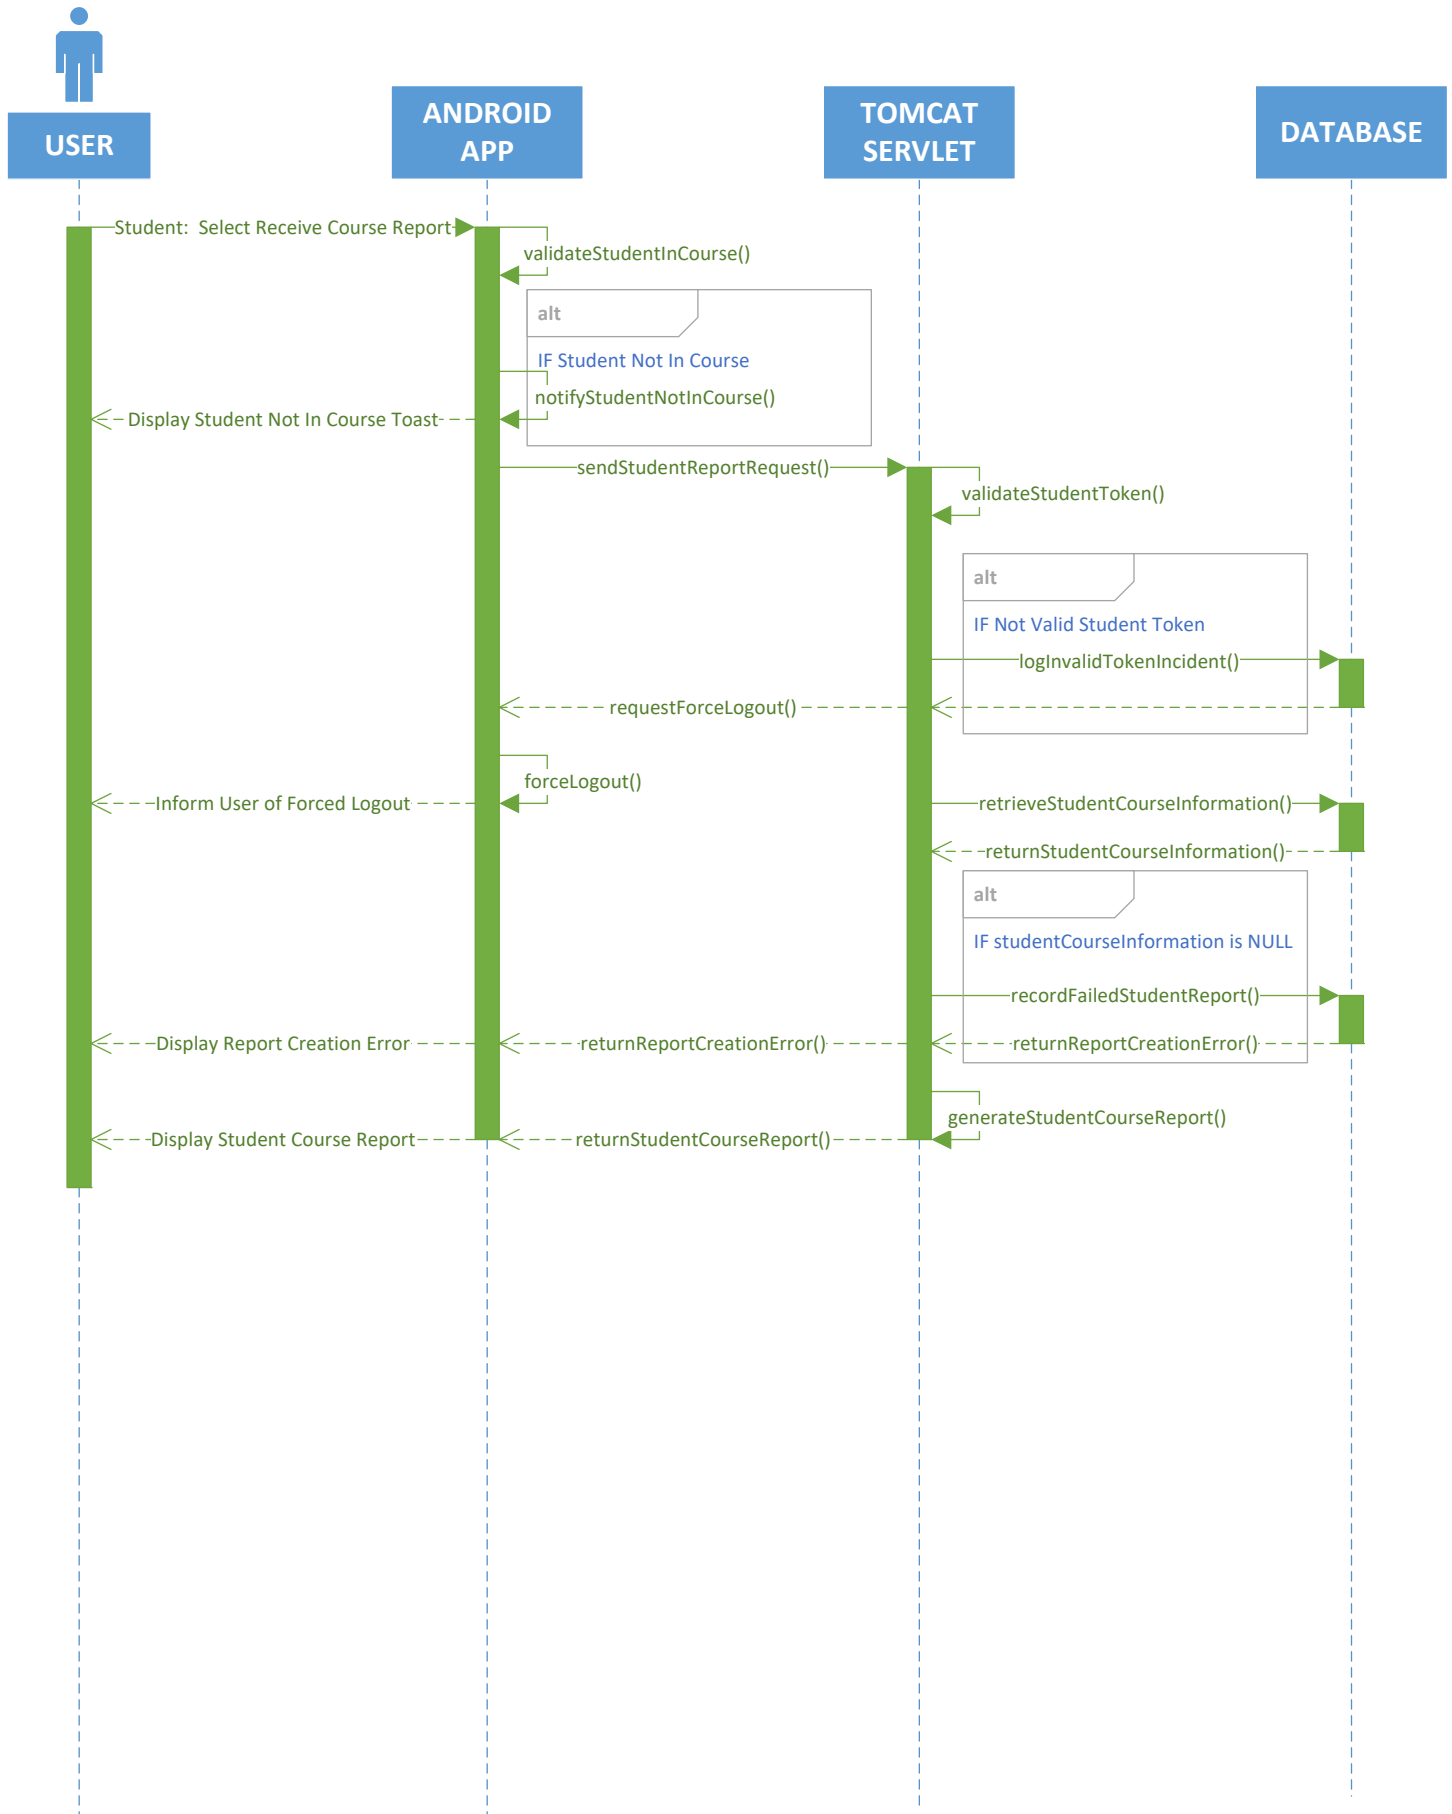 USER
ANDROID
APP
TOMCAT
SERVLET
DATABASE
Student:  Select Receive Course Report
validateStudentInCourse()
alt
IF Student Not In Course
notifyStudentNotInCourse()
Display Student Not In Course Toast
sendStudentReportRequest()
validateStudentToken()
alt
IF Not Valid Student Token
logInvalidTokenIncident()
requestForceLogout()
forceLogout()
Inform User of Forced Logout
retrieveStudentCourseInformation()
returnStudentCourseInformation()
alt
IF studentCourseInformation is NULL
recordFailedStudentReport()
Display Report Creation Error
returnReportCreationError()
returnReportCreationError()
generateStudentCourseReport()
Display Student Course Report
returnStudentCourseReport()